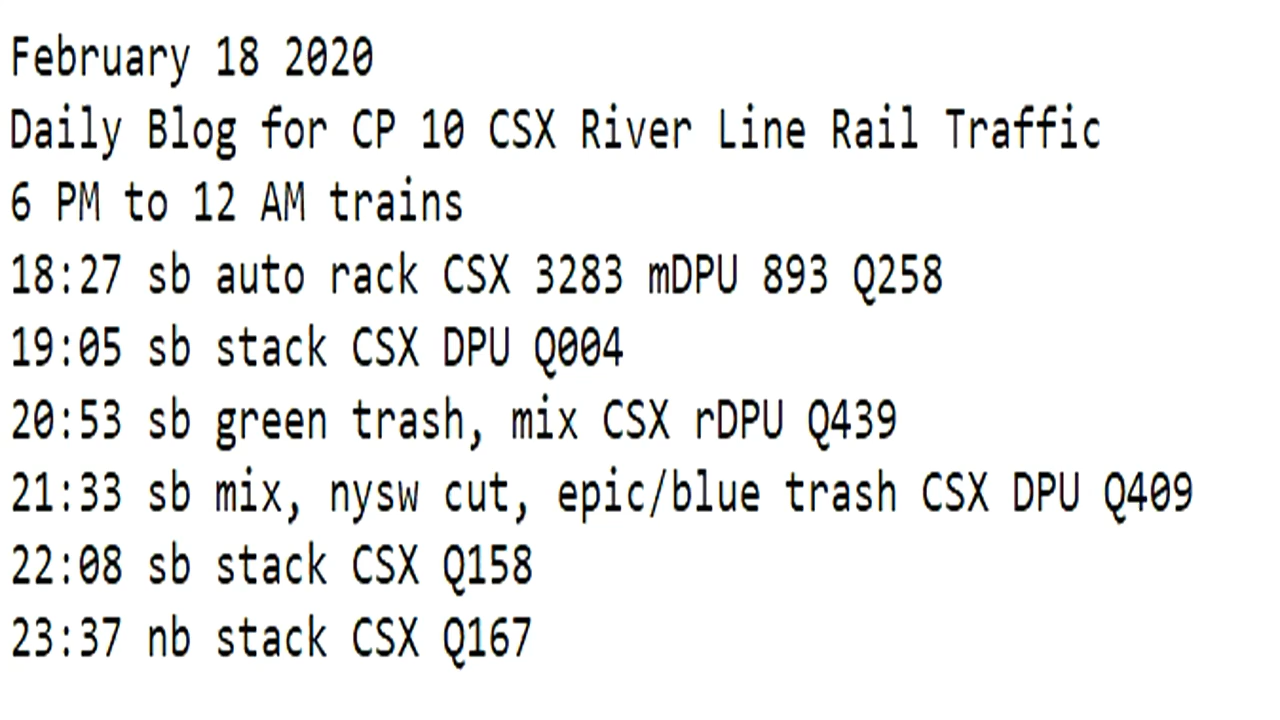 February 18 2020
Daily Blog for CP 10 CSX River Line Rail Traffic
6 PM to 12 AM trains
18:27 sb auto rack CSX 3283 mDPU 893 Q258
19:05 sb stack CSX DPU Q004
20:53 sb green trash, mix CSX rDPU Q439
21:33 sb mix, nysw cut, epic/blue trash CSX DPU Q409
22:08 sb stack CSX Q158
23:37 nb stack CSX Q167